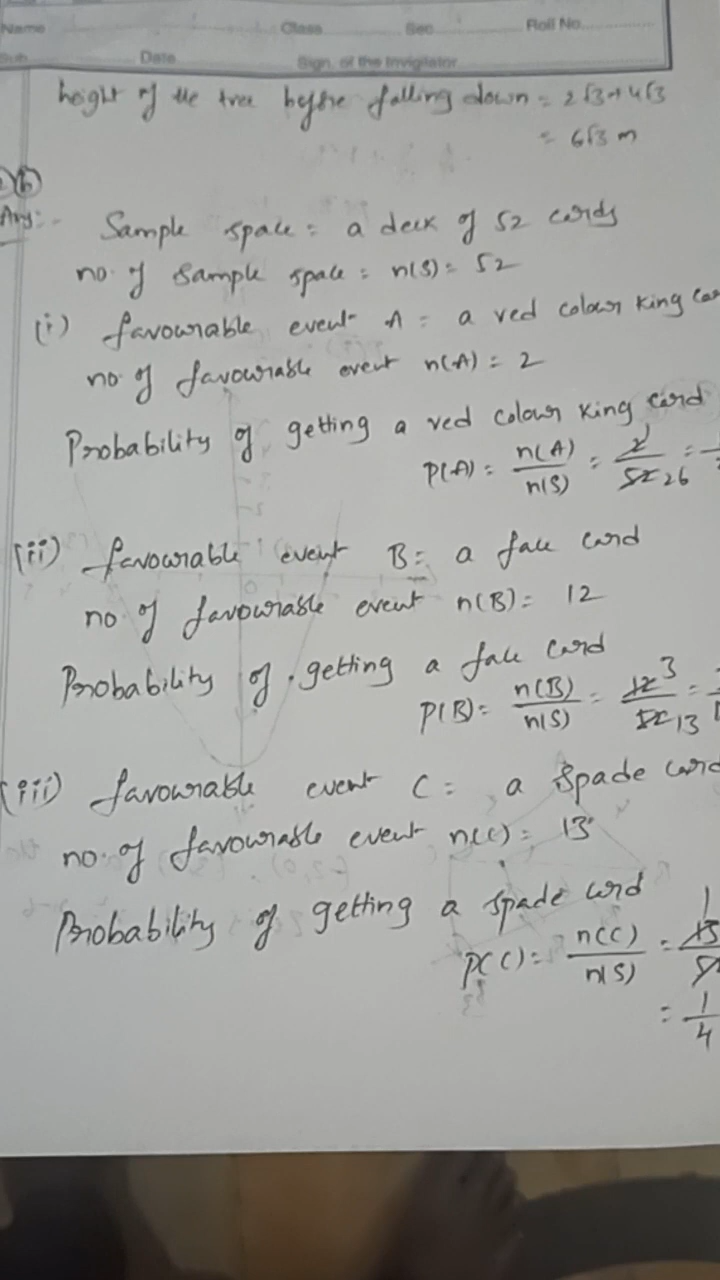 Name Class Sec Roll No.
Sub Date Sign. of the Invigilator
height of the tree before falling down = 2√3+4√3
= 6√3 m
b)
Ans:- Sample space = a deck of 52 cards
no. of sample space = n(S) = 52
(i) favourable event A = a red colour king car
no. of favourable event n(A) = 2
Probability of getting a red colour king card
P(A) = n(A)/n(S) = 2/52 1 26 = 1
(ii) favourable event B = a face card
no. of favourable event n(B) = 12
Probability of getting a face card
P(B) = n(B)/n(S) = 12/52 3 13 =
(iii) favourable event C = a spade card
no. of favourable event n(C) = 13
Probability of getting a spade card
P(C) = n(C)/n(S) = 13/5 1
= 1/4